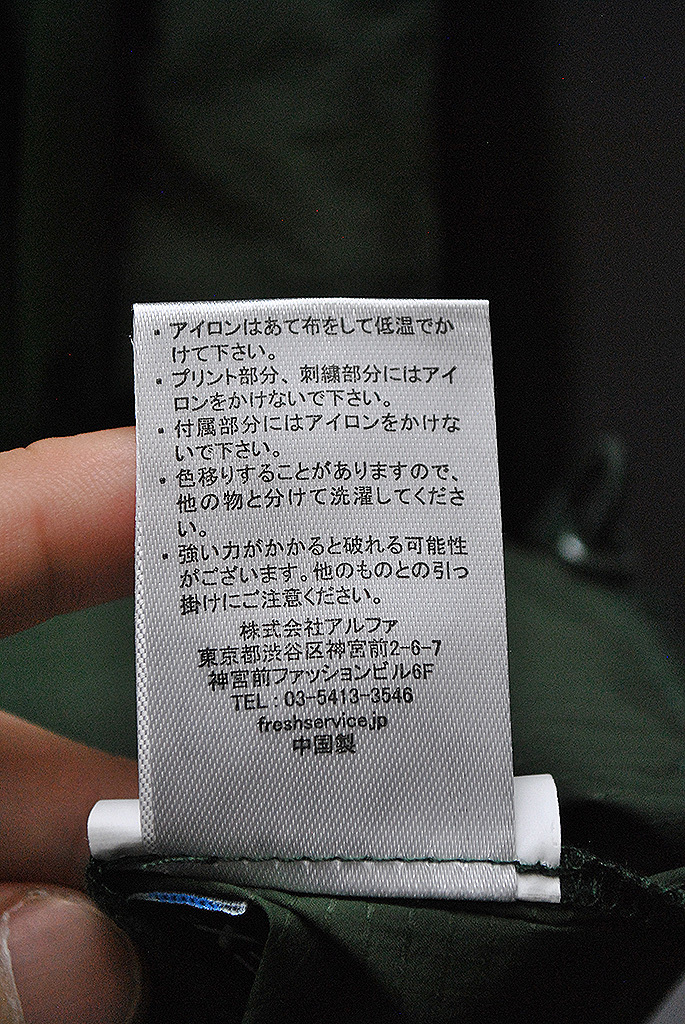 ・アイロンはあて布をして低温でか
けて下さい。
・プリント部分、刺繍部分にはアイ
ロンをかけないで下さい。
・付属部分にはアイロンをかけな
いで下さい。
・色移りすることがありますので、
他の物と分けて洗濯してくださ
い。
・強い力がかかると破れる可能性
がございます。他のものとの引っ
掛けにご注意ください。
株式会社アルファ
東京都渋谷区神宮前2-6-7
神宮前ファッションビル6F
TEL : 03-5413-3546
freshservice.jp
中国製